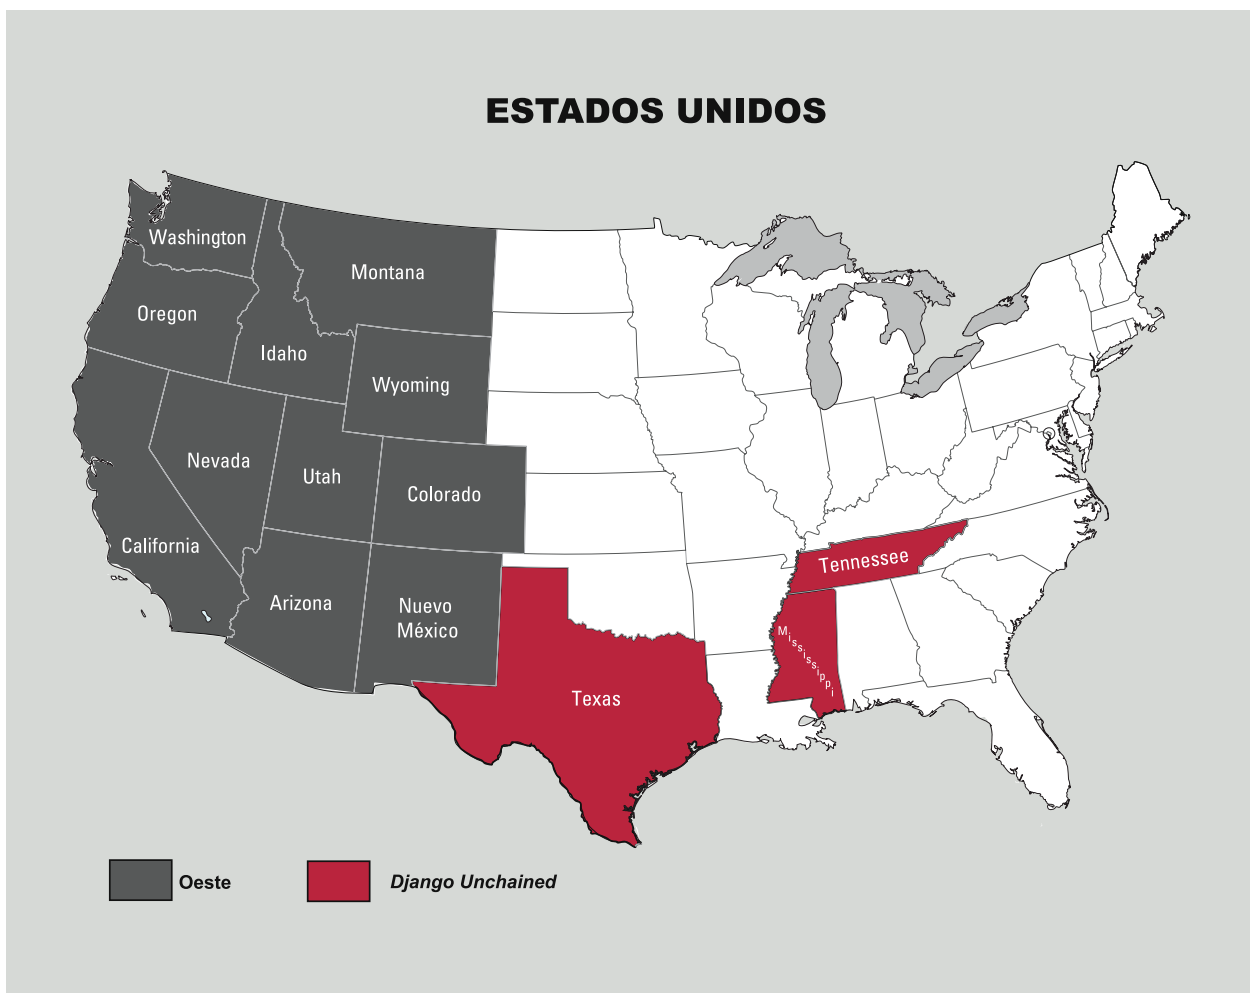 ESTADOS UNIDOS
Washington
Montana
Oregon
Idaho
Wyoming
Nevada
Utah
Colorado
California
Tennessee
Arizona
Nuevo
México
Mississippi
Texas
Oeste
Django Unchained